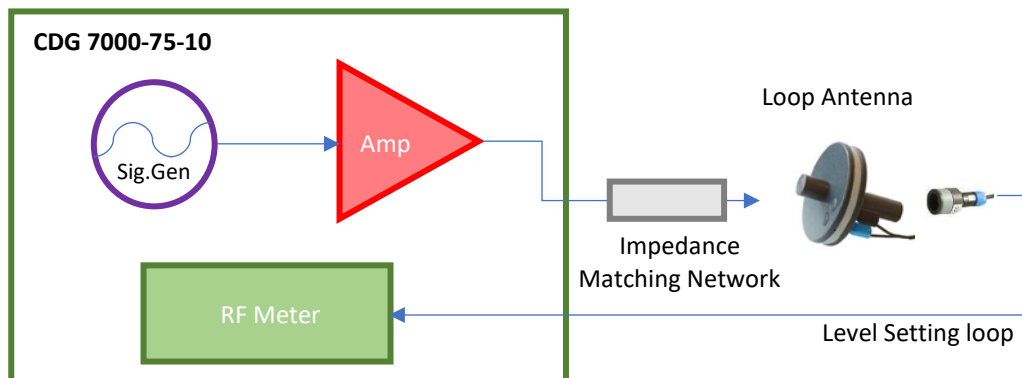 CDG 7000-75-10
Loop Antenna
Amp
Sig.Gen
Impedance
Matching Network
RF Meter
Level Setting loop